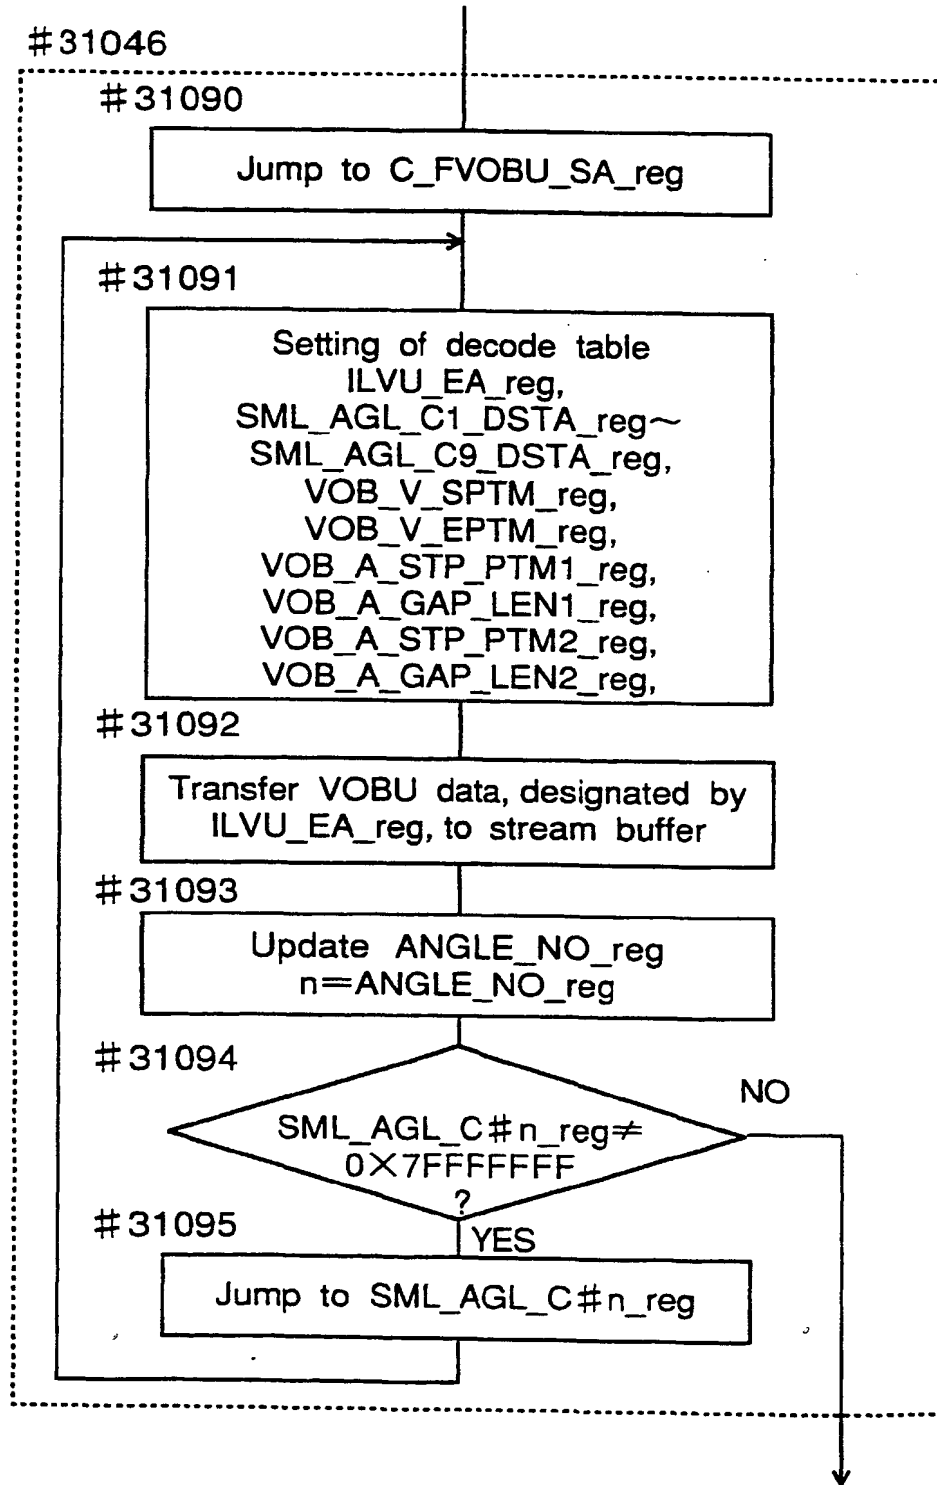 #31046
#31090
Jump to C_FVOBU_SA_reg
#31091
Setting of decode table
ILVU_EA_reg,
SML_AGL_C1_DSTA_reg~
SML_AGL_C9_DSTA_reg,
VOB_V_SPTM_reg,
VOB_V_EPTM_reg,
VOB_A_STP_PTM1_reg,
VOB_A_GAP_LEN1_reg,
VOB_A_STP_PTM2_reg,
VOB_A_GAP_LEN2_reg,
#31092
Transfer VOBU data, designated by
ILVU_EA_reg, to stream buffer
#31093
Update ANGLE_NO_reg
n=ANGLE_NO_reg
#31094
NO
SML_AGL_C#n_reg≠
0×7FFFFFFF
?
#31095
YES
Jump to SML_AGL_C#n_reg